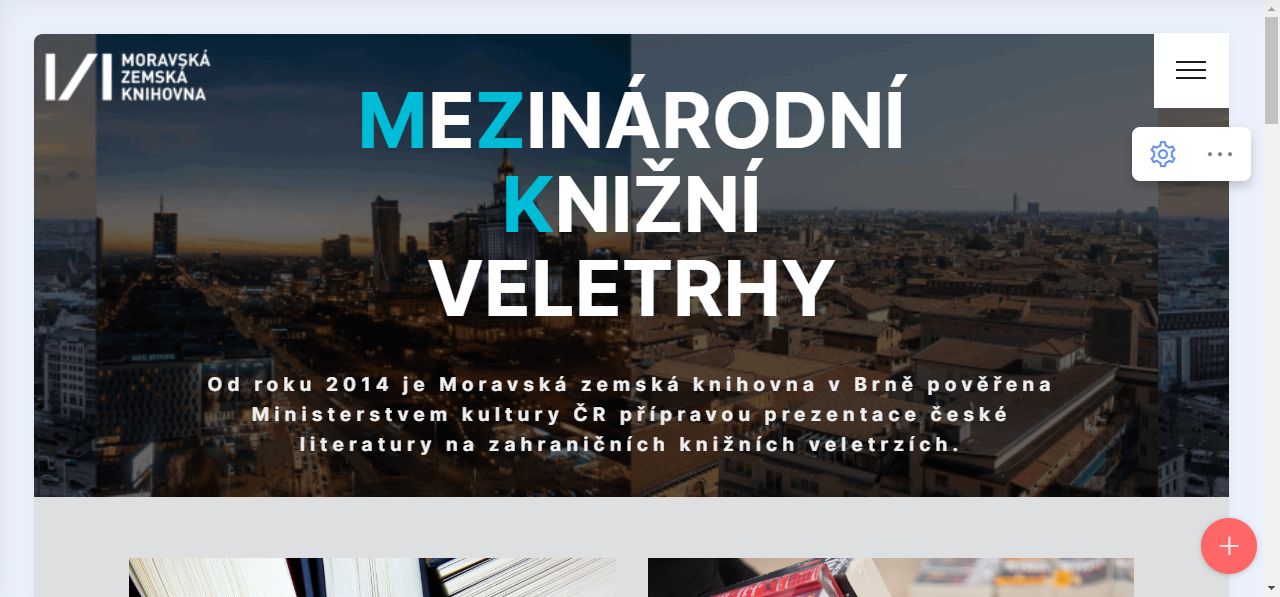 MORAVSKÁ
ZEMSKÁ
KNIHOVNA
MEZINÁRODNÍ
KNIŽNÍ
VELETRHY
Od roku 2014 je Moravská zemská knihovna v Brně pověřena
Ministerstvem kultury ČR přípravou prezentace české
literatury na zahraničních knižních veletrzích.